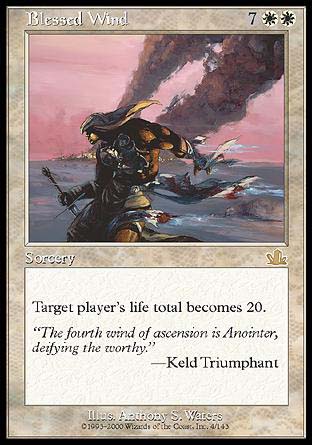 Blessed Wind 7
Sorcery
Target player's life total becomes 20.
"The fourth wind of ascension is Anointer,
deifying the worthy."
—Keld Triumphant
Illus. Anthony S. Waters
©1993-2000 Wizards of the Coast, Inc. 4/143